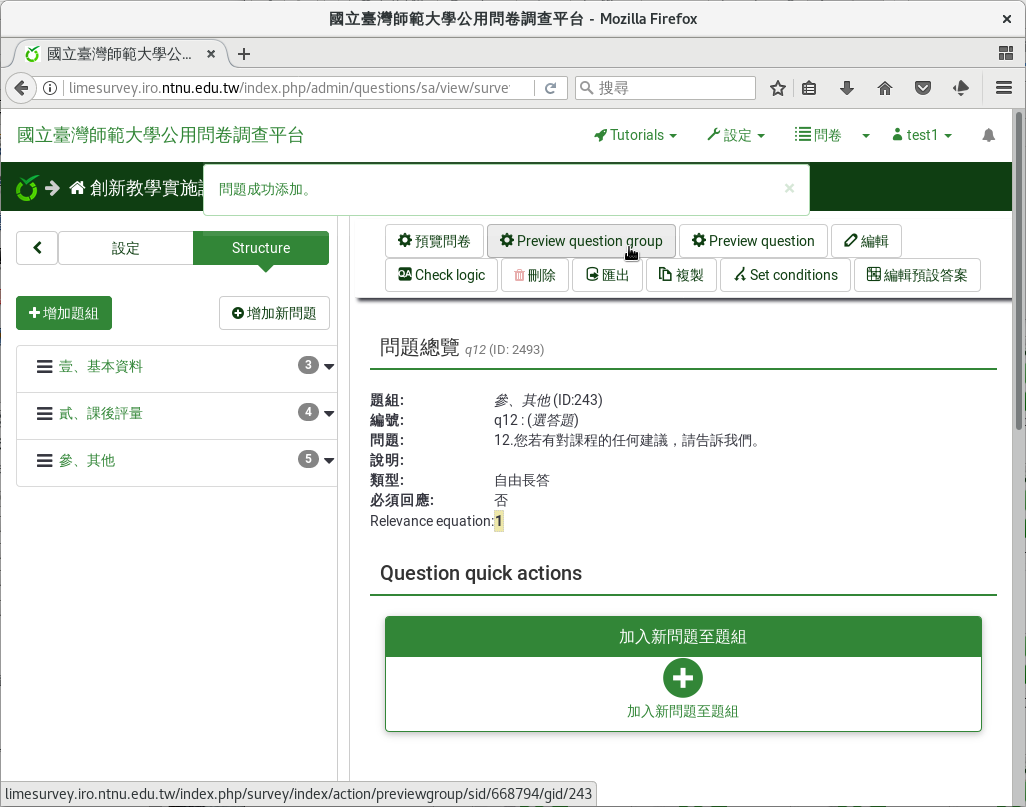 國立臺灣師範大學公用問卷調查平台 - Mozilla Firefox
國立臺灣師範大學公...
limesurvey.iro.ntnu.edu.tw/index.php/admin/questions/sa/view/surve
搜尋
國立臺灣師範大學公用問卷調查平台
Tutorials
設定
問卷
test1
創新教學實施
問題成功添加。
設定
Structure
預覽問卷
Preview question group
Preview question
編輯
Check logic
刪除
匯出
複製
Set conditions
編輯預設答案
增加題組
增加新問題
壹、基本資料 3
貳、課後評量 4
參、其他 5
問題總覽 q12 (ID: 2493)
題組: 參、其他 (ID:243)
編號: q12 : (選答題)
問題: 12.您若有對課程的任何建議，請告訴我們。
說明:
類型: 自由長答
必須回應: 否
Relevance equation:1
Question quick actions
加入新問題至題組
加入新問題至題組
limesurvey.iro.ntnu.edu.tw/index.php/survey/index/action/previewgroup/sid/668794/gid/243